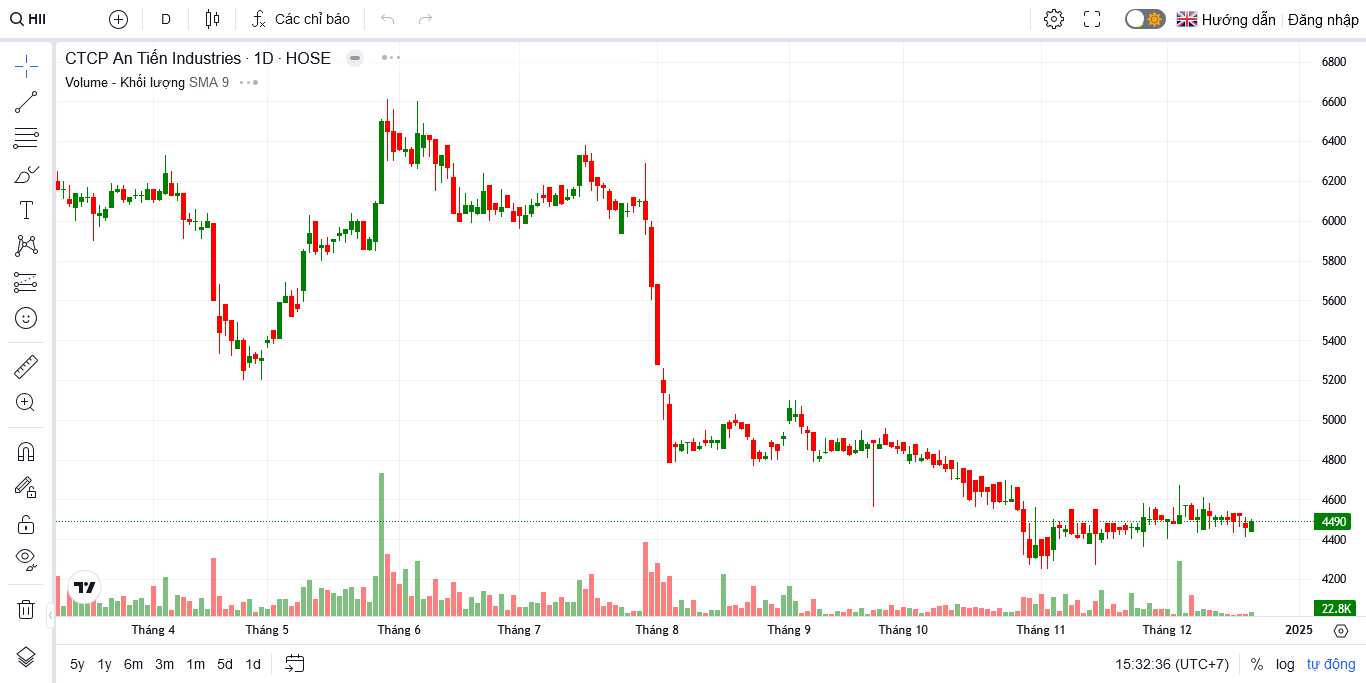 HII D Các chỉ báo Hướng dẫn Đăng nhập
CTCP An Tiến Industries · 1D · HOSE
Volume - Khối lượng SMA 9
6800
6600
6400
6200
6000
5800
5600
5400
5200
5000
4800
4600
4490
4400
4200
22.8K
Tháng 4 Tháng 5 Tháng 6 Tháng 7 Tháng 8 Tháng 9 Tháng 10 Tháng 11 Tháng 12 2025
5y 1y 6m 3m 1m 5d 1d 15:32:36 (UTC+7) % log tự động